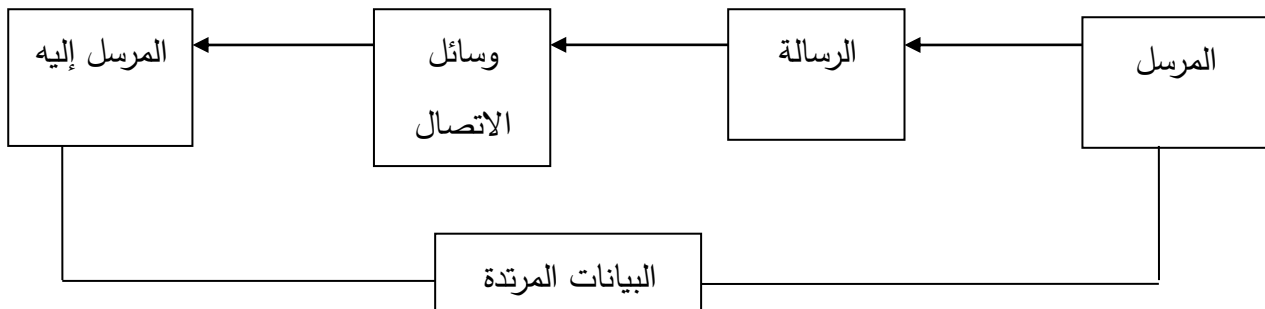 المرسل
الرسالة
وسائل
الاتصال
المرسل إليه
البيانات المرتدة